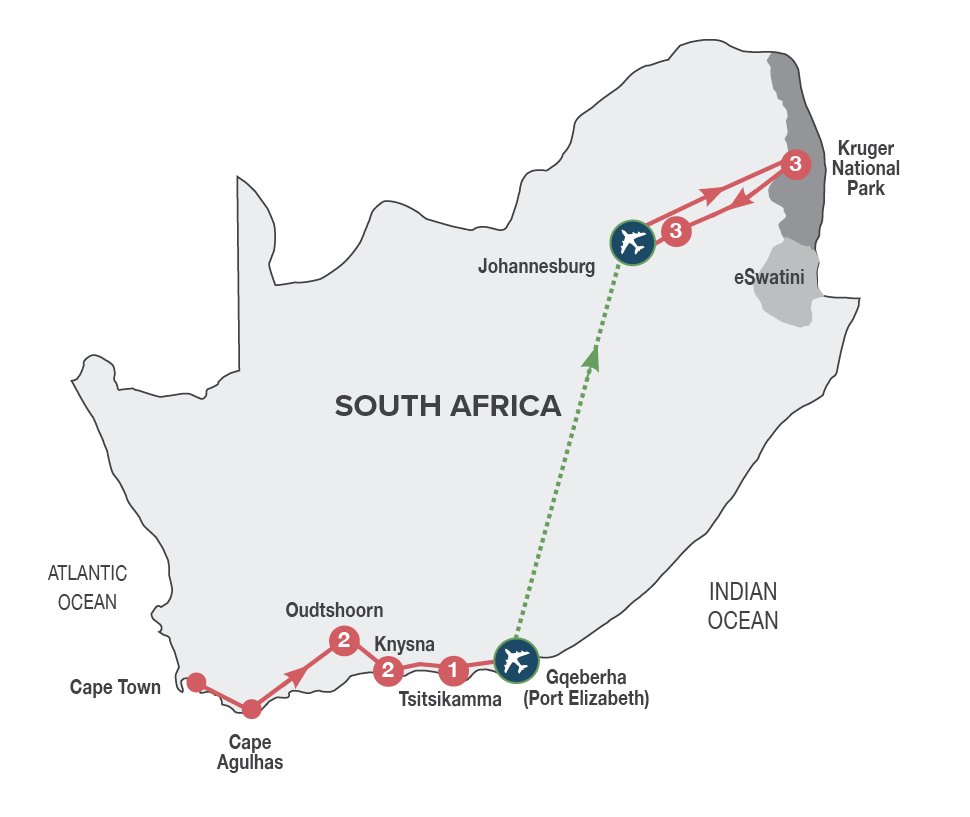 Kruger
National
Park
3
3
Johannesburg
eSwatini
SOUTH AFRICA
ATLANTIC
OCEAN
INDIAN
OCEAN
Oudtshoorn
2
Knysna
2
1
Tsitsikamma
Gqeberha
(Port Elizabeth)
Cape Town
Cape
Agulhas